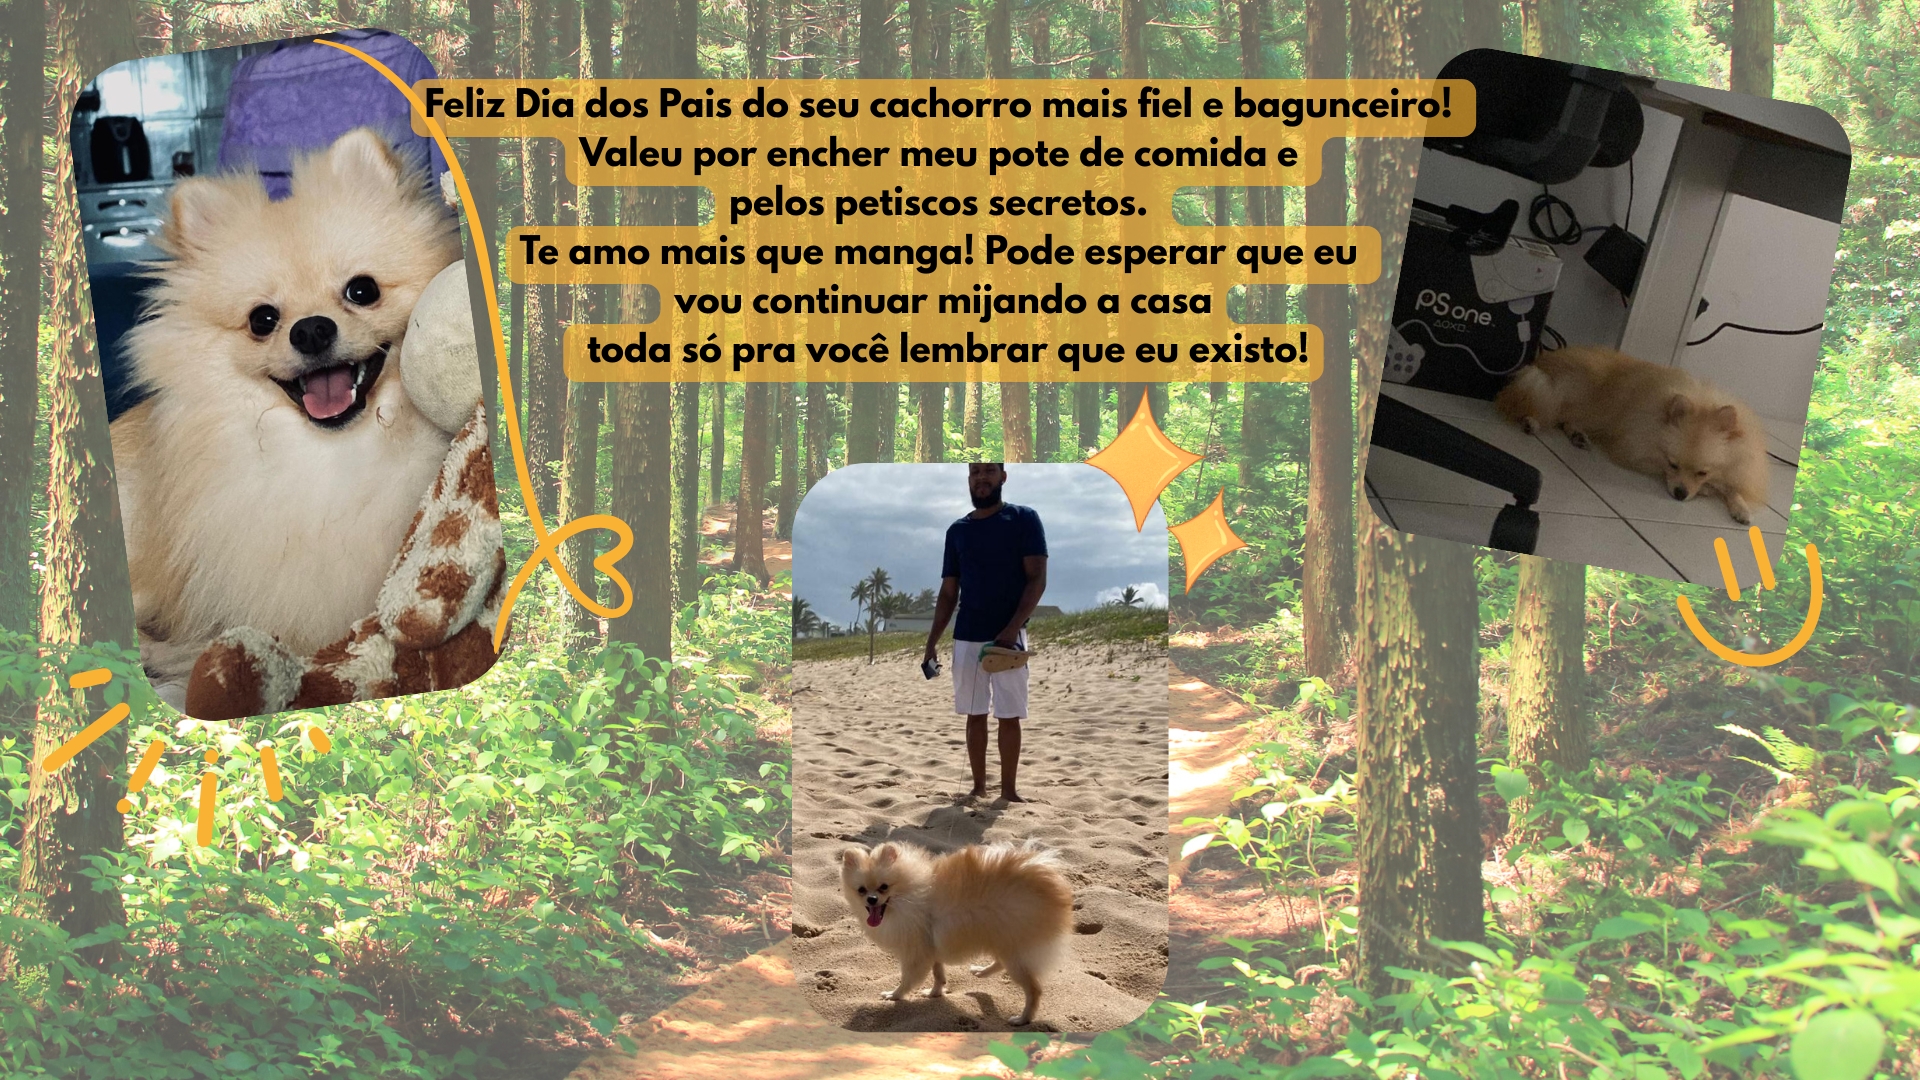 Feliz Dia dos Pais do seu cachorro mais fiel e bagunceiro!
Valeu por encher meu pote de comida e
pelos petiscos secretos.
Te amo mais que manga! Pode esperar que eu
vou continuar mijando a casa
toda só pra você lembrar que eu existo!
PS one